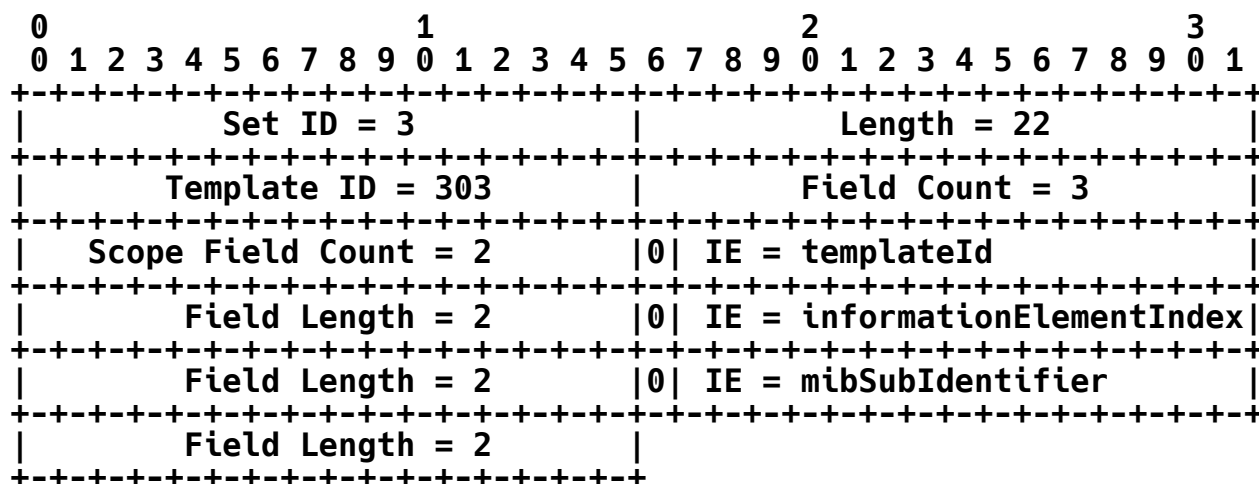 0                   1                   2                   3
 0 1 2 3 4 5 6 7 8 9 0 1 2 3 4 5 6 7 8 9 0 1 2 3 4 5 6 7 8 9 0 1
+-+-+-+-+-+-+-+-+-+-+-+-+-+-+-+-+-+-+-+-+-+-+-+-+-+-+-+-+-+-+-+-+
|          Set ID = 3           |          Length = 22          |
+-+-+-+-+-+-+-+-+-+-+-+-+-+-+-+-+-+-+-+-+-+-+-+-+-+-+-+-+-+-+-+-+
|       Template ID = 303       |        Field Count = 3        |
+-+-+-+-+-+-+-+-+-+-+-+-+-+-+-+-+-+-+-+-+-+-+-+-+-+-+-+-+-+-+-+-+
|   Scope Field Count = 2       |0| IE = templateId             |
+-+-+-+-+-+-+-+-+-+-+-+-+-+-+-+-+-+-+-+-+-+-+-+-+-+-+-+-+-+-+-+-+
|        Field Length = 2       |0| IE = informationElementIndex|
+-+-+-+-+-+-+-+-+-+-+-+-+-+-+-+-+-+-+-+-+-+-+-+-+-+-+-+-+-+-+-+-+
|        Field Length = 2       |0| IE = mibSubIdentifier       |
+-+-+-+-+-+-+-+-+-+-+-+-+-+-+-+-+-+-+-+-+-+-+-+-+-+-+-+-+-+-+-+-+
|        Field Length = 2       |
+-+-+-+-+-+-+-+-+-+-+-+-+-+-+-+-+